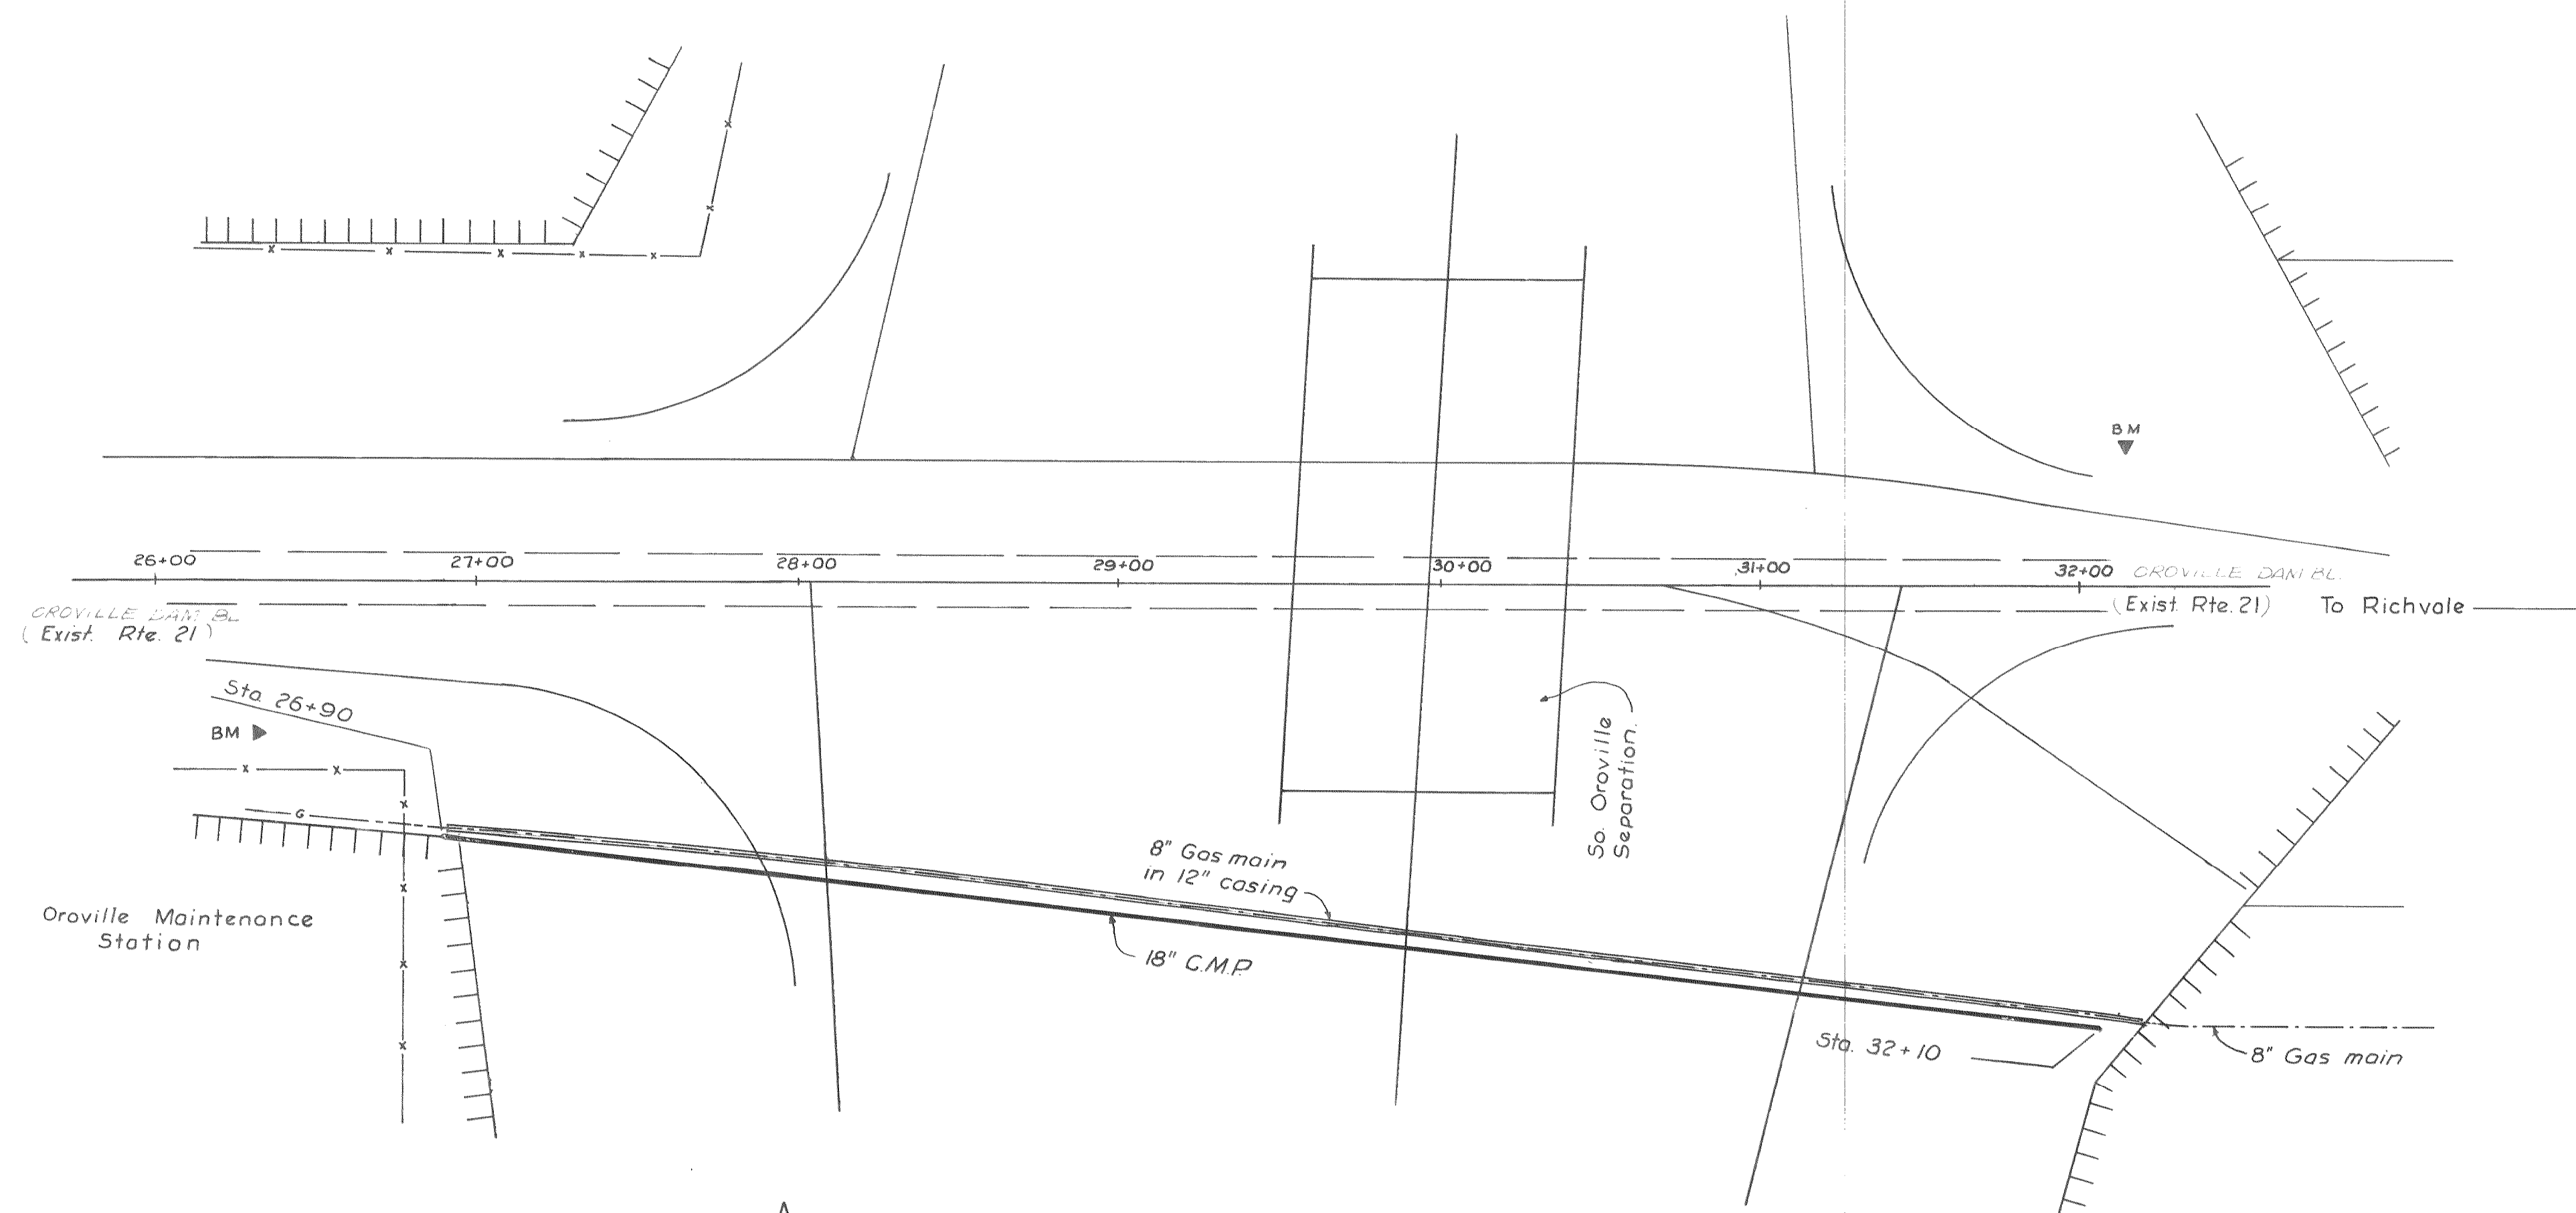 BM
26+00
27+00
28+00
29+00
30+00
31+00
32+00
OROVILLE DAM BL.
(Exist. Rte. 21)
To Richvale
OROVILLE DAM BL
(Exist. Rte. 21)
Sta. 26+90
BM
So. Oroville
Separation.
G
8" Gas main
in 12" casing
Oroville Maintenance
Station
18" C.M.P.
Sta. 32+10
8" Gas main